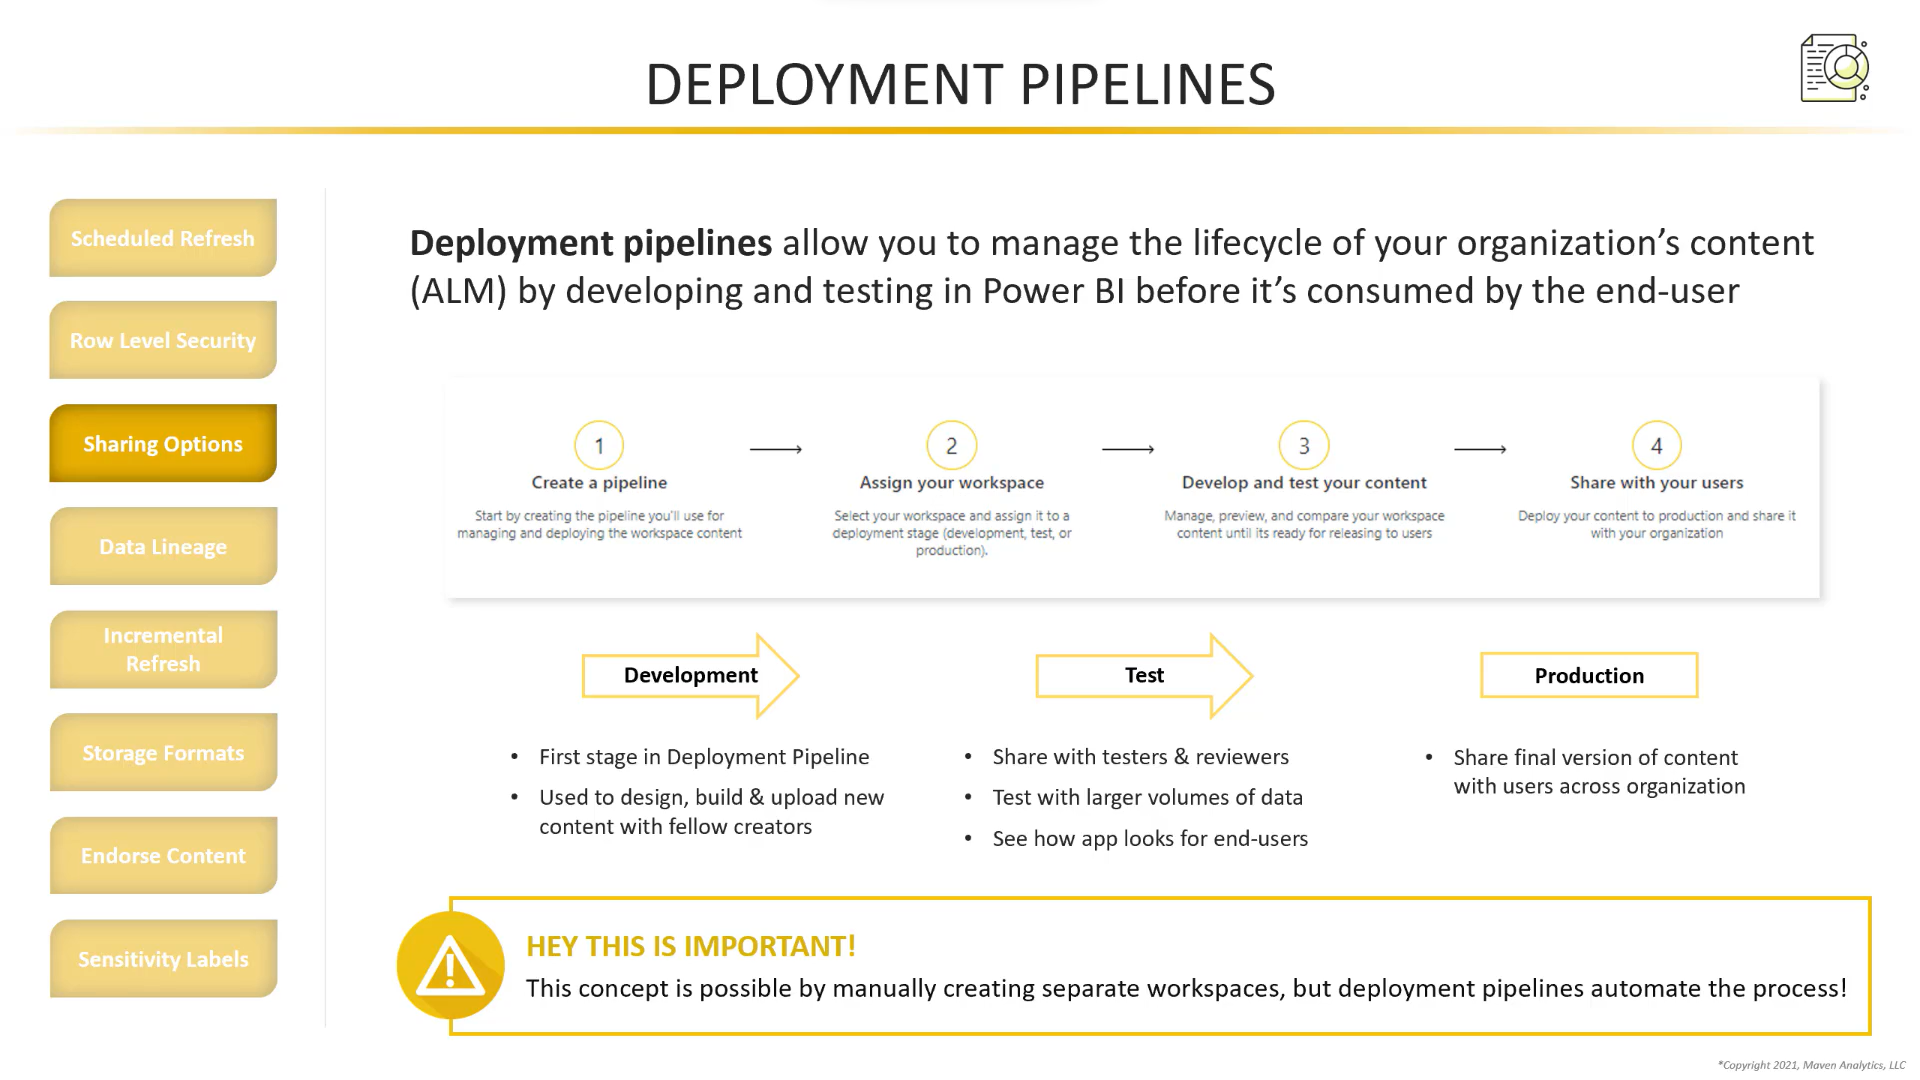 DEPLOYMENT PIPELINES
Scheduled Refresh
Row Level Security
Sharing Options
Data Lineage
Incremental
Refresh
Storage Formats
Endorse Content
Sensitivity Labels
Deployment pipelines allow you to manage the lifecycle of your organization’s content
(ALM) by developing and testing in Power BI before it’s consumed by the end-user
1
Create a pipeline
Start by creating the pipeline you'll use for
managing and deploying the workspace content
2
Assign your workspace
Select your workspace and assign it to a
deployment stage (development, test, or
production).
3
Develop and test your content
Manage, preview, and compare your workspace
content until its ready for releasing to users
4
Share with your users
Deploy your content to production and share it
with your organization
Development
• First stage in Deployment Pipeline
• Used to design, build & upload new
content with fellow creators
Test
• Share with testers & reviewers
• Test with larger volumes of data
• See how app looks for end-users
Production
• Share final version of content
with users across organization
HEY THIS IS IMPORTANT!
This concept is possible by manually creating separate workspaces, but deployment pipelines automate the process!
*Copyright 2021, Maven Analytics, LLC